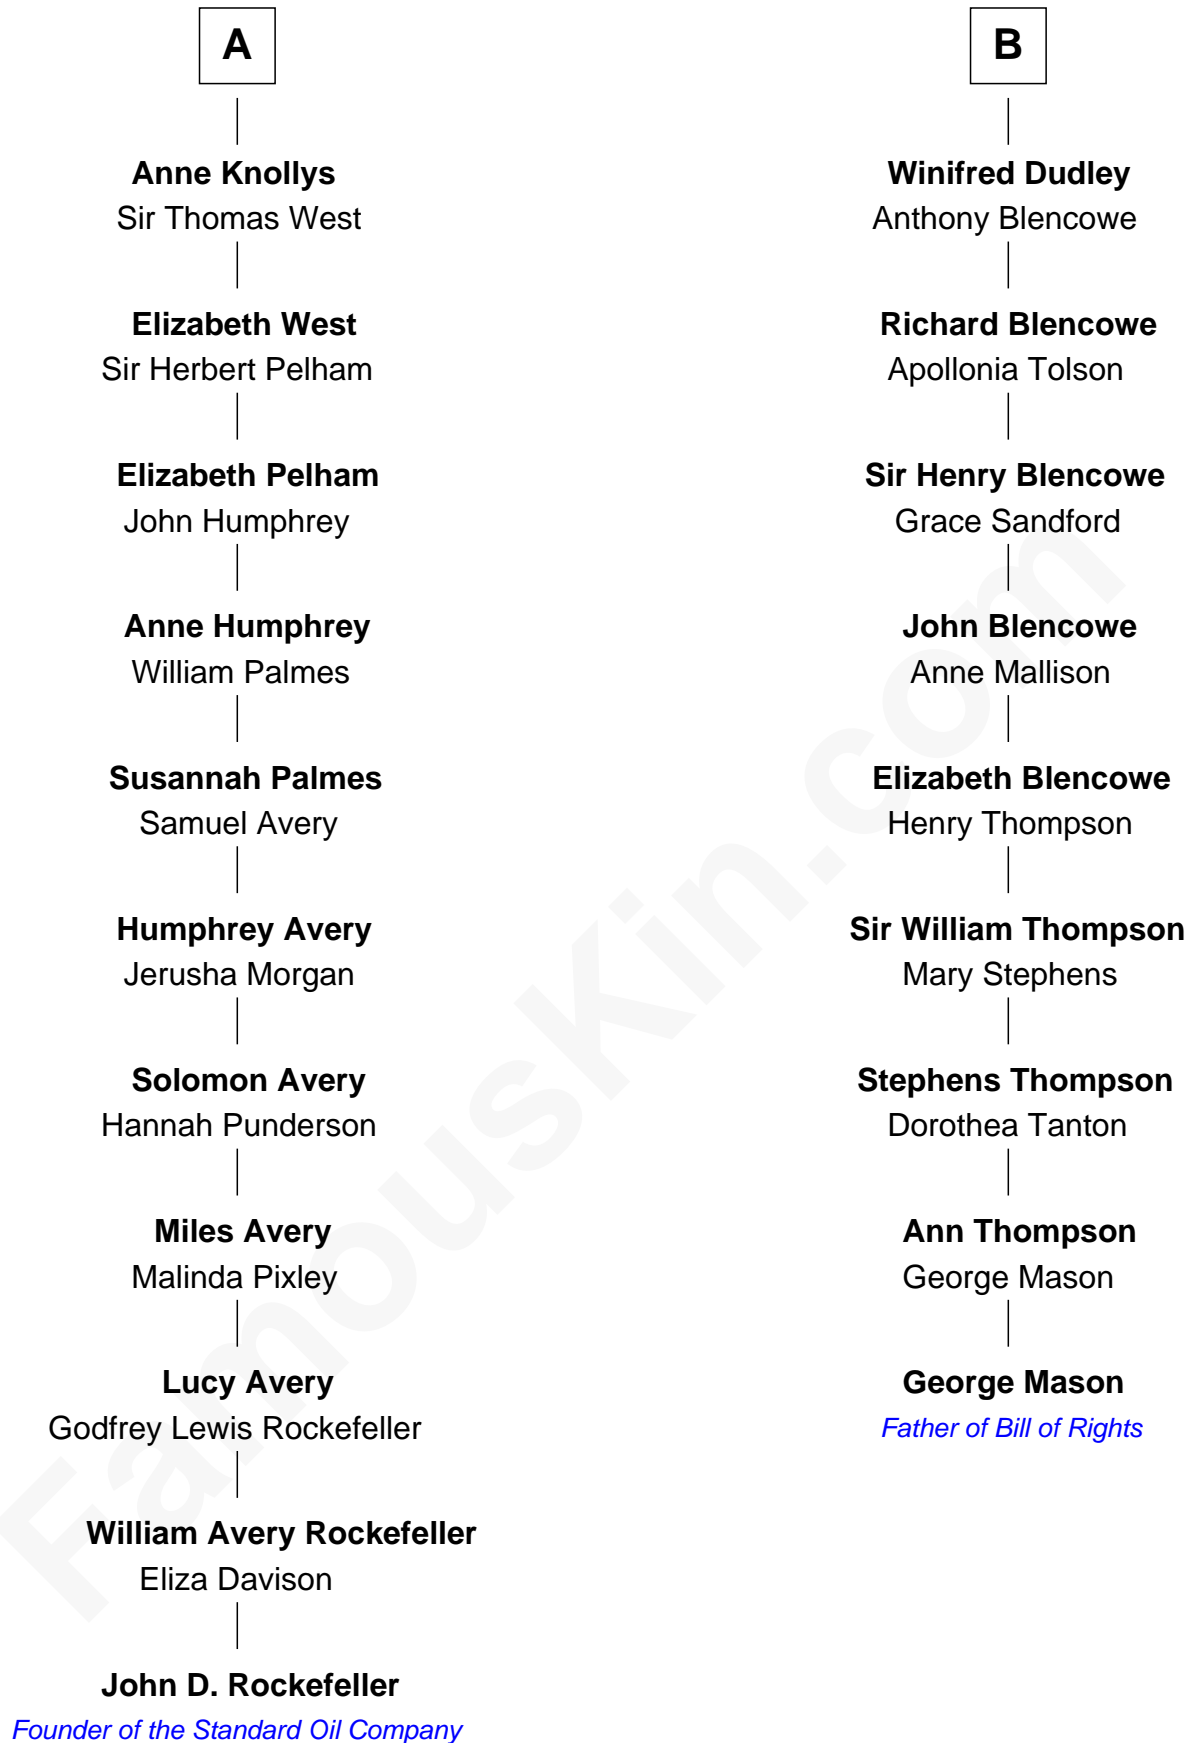 A
Anne Knollys
Sir Thomas West
Elizabeth West
Sir Herbert Pelham
Elizabeth Pelham
John Humphrey
Anne Humphrey
William Palmes
Susannah Palmes
Samuel Avery
Humphrey Avery
Jerusha Morgan
Solomon Avery
Hannah Punderson
Miles Avery
Malinda Pixley
Lucy Avery
Godfrey Lewis Rockefeller
William Avery Rockefeller
Eliza Davison
John D. Rockefeller
Founder of the Standard Oil Company
B
Winifred Dudley
Anthony Blencowe
Richard Blencowe
Apollonia Tolson
Sir Henry Blencowe
Grace Sandford
John Blencowe
Anne Mallison
Elizabeth Blencowe
Henry Thompson
Sir William Thompson
Mary Stephens
Stephens Thompson
Dorothea Tanton
Ann Thompson
George Mason
George Mason
Father of Bill of Rights
FamousKin.com